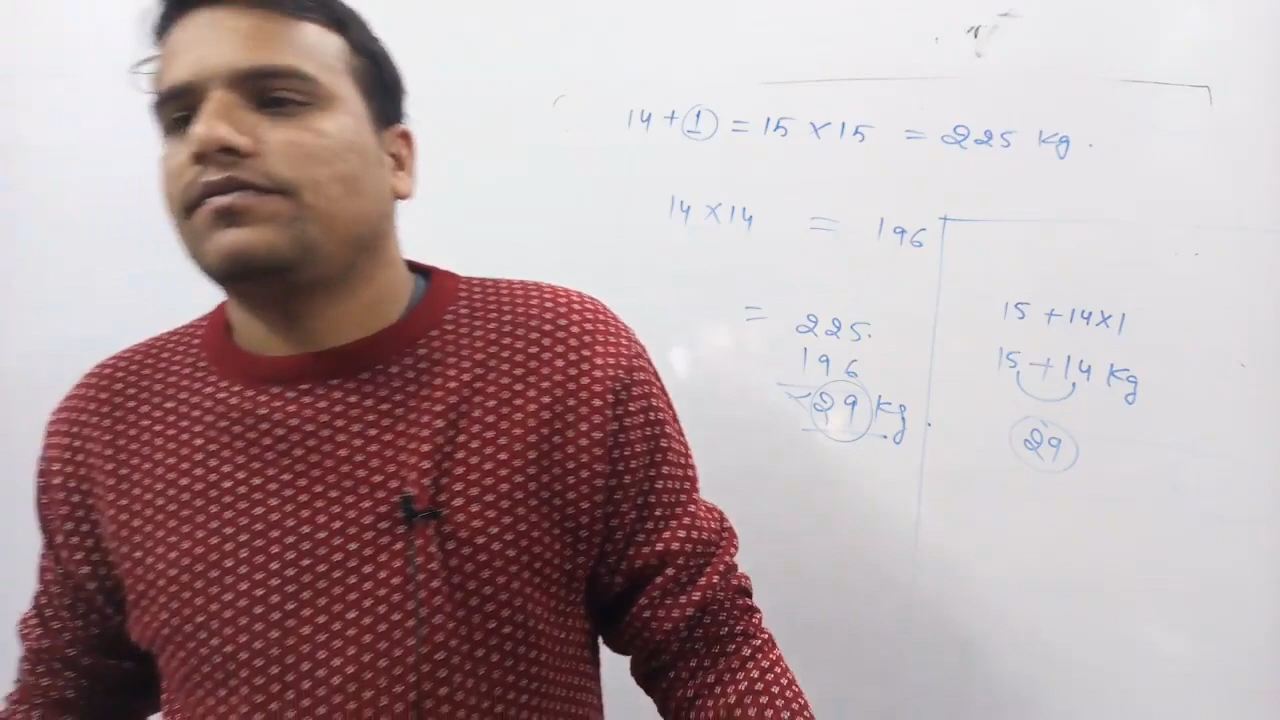 14 + 1 = 15 × 15 = 225 Kg.
14 × 14 = 196
= 225.
196
29 Kg.
15 + 14 × 1
15 + 14 Kg
29